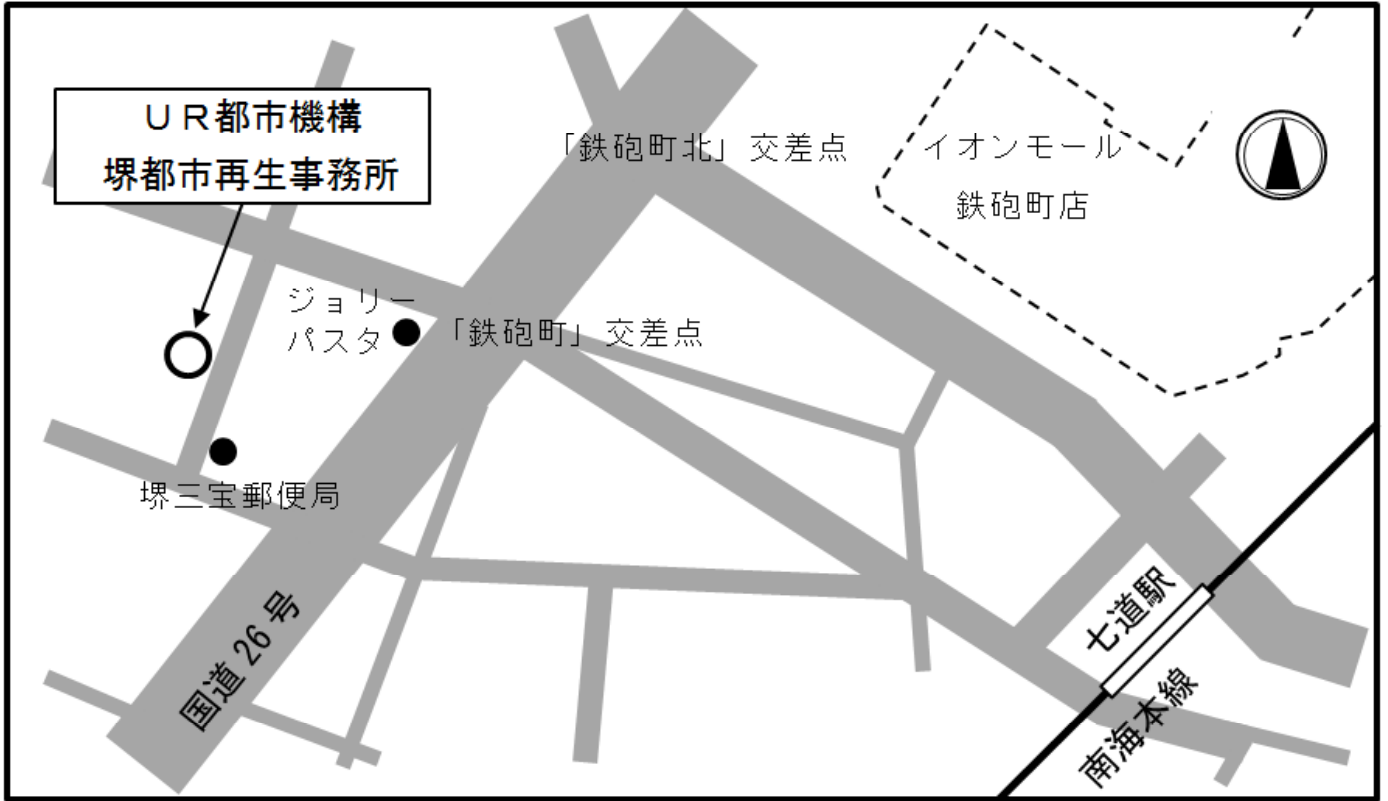 ＵＲ都市機構
堺都市再生事務所
「鉄砲町北」交差点
イオンモール
鉄砲町店
ジョリー
パスタ
「鉄砲町」交差点
堺三宝郵便局
国道26号
七道駅
南海本線